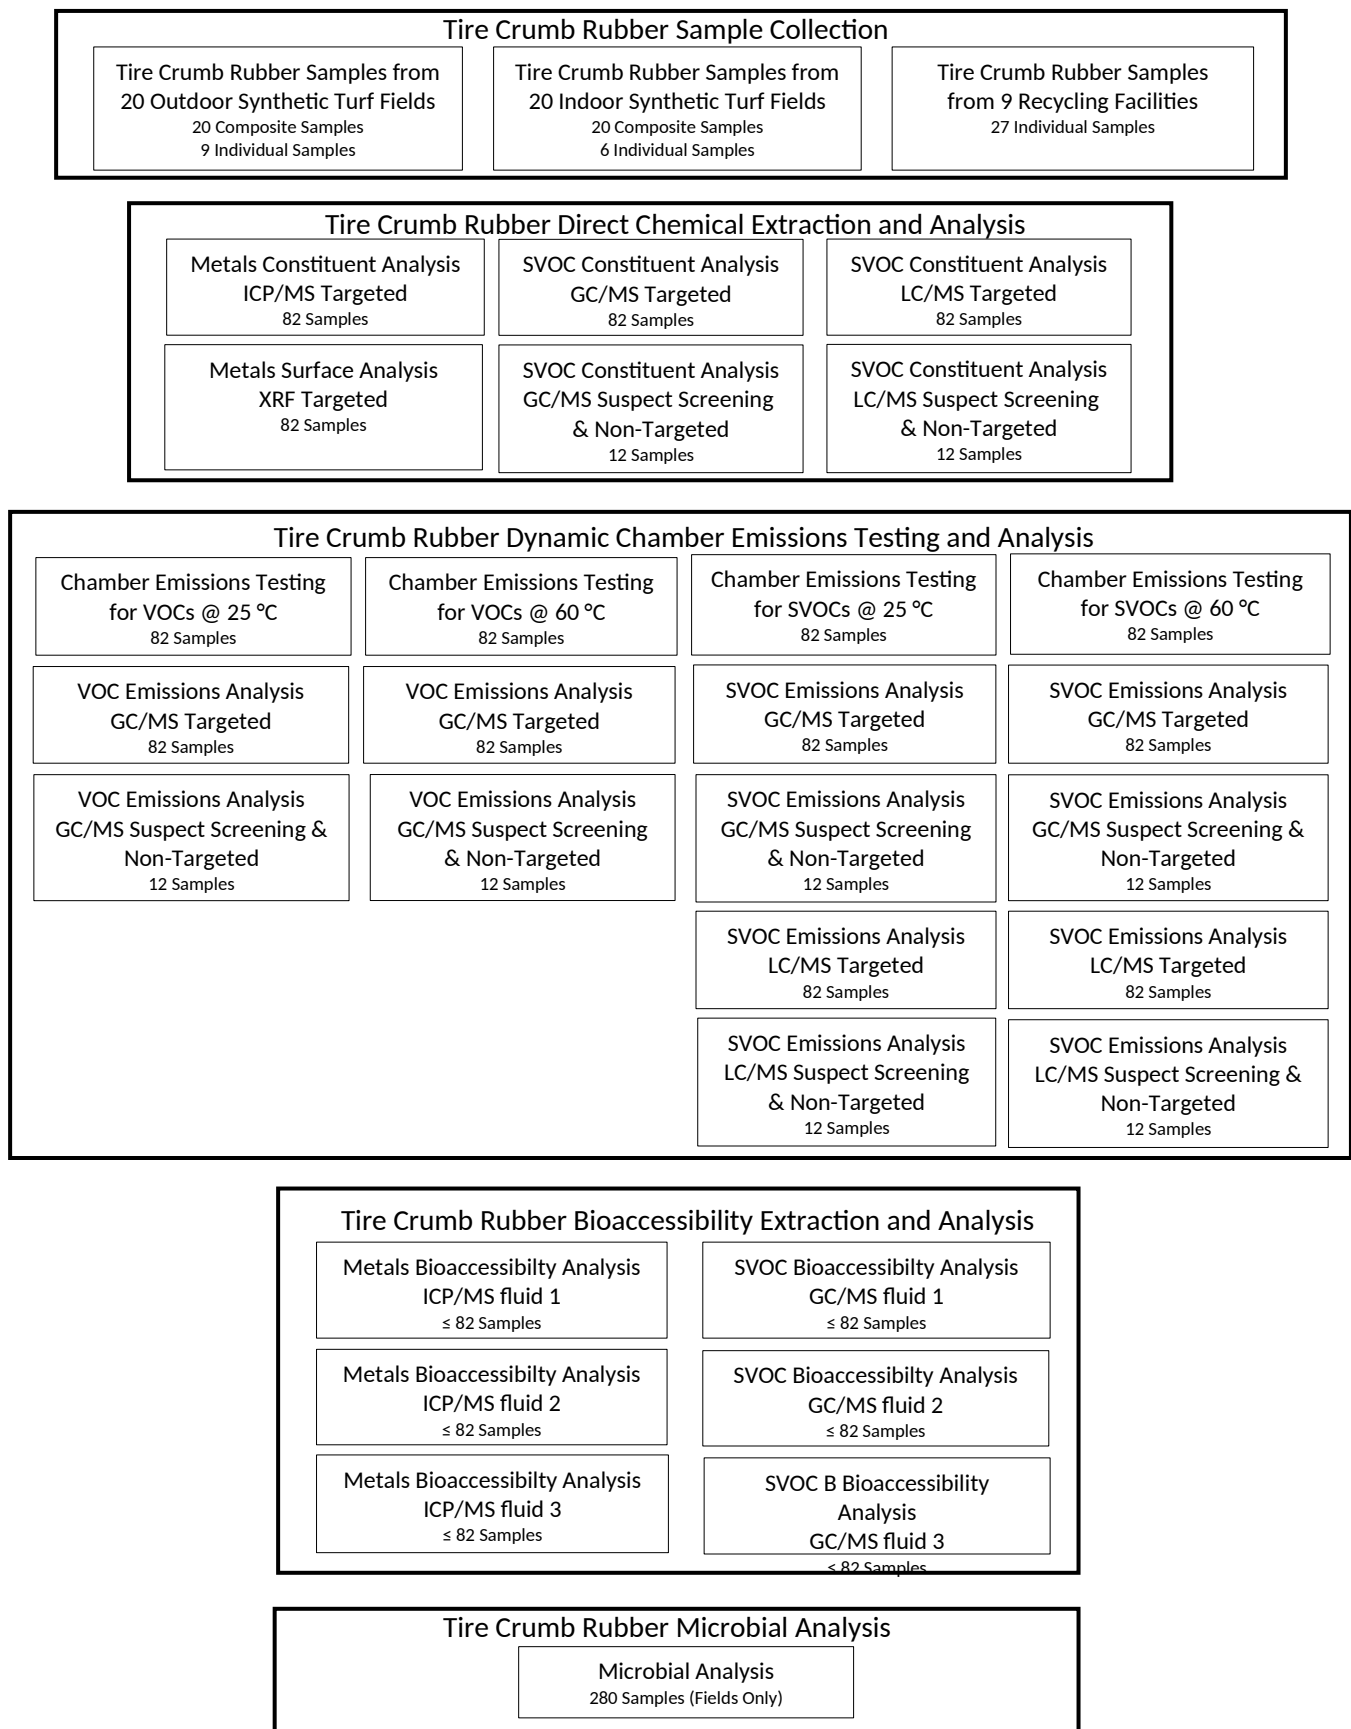 Tire Crumb Rubber Sample Collection
Tire Crumb Rubber Samples from
20 Outdoor Synthetic Turf Fields
20 Composite Samples
9 Individual Samples
Tire Crumb Rubber Samples from
20 Indoor Synthetic Turf Fields
20 Composite Samples
6 Individual Samples
Tire Crumb Rubber Samples
from 9 Recycling Facilities
27 Individual Samples
Tire Crumb Rubber Direct Chemical Extraction and Analysis
Metals Constituent Analysis
ICP/MS Targeted
82 Samples
SVOC Constituent Analysis
GC/MS Targeted
82 Samples
SVOC Constituent Analysis
LC/MS Targeted
82 Samples
Metals Surface Analysis
XRF Targeted
82 Samples
SVOC Constituent Analysis
GC/MS Suspect Screening
& Non-Targeted
12 Samples
SVOC Constituent Analysis
LC/MS Suspect Screening
& Non-Targeted
12 Samples
Tire Crumb Rubber Dynamic Chamber Emissions Testing and Analysis
Chamber Emissions Testing
for VOCs @ 25 °C
82 Samples
Chamber Emissions Testing
for VOCs @ 60 °C
82 Samples
Chamber Emissions Testing
for SVOCs @ 25 °C
82 Samples
Chamber Emissions Testing
for SVOCs @ 60 °C
82 Samples
VOC Emissions Analysis
GC/MS Targeted
82 Samples
VOC Emissions Analysis
GC/MS Targeted
82 Samples
SVOC Emissions Analysis
GC/MS Targeted
82 Samples
SVOC Emissions Analysis
GC/MS Targeted
82 Samples
VOC Emissions Analysis
GC/MS Suspect Screening &
Non-Targeted
12 Samples
VOC Emissions Analysis
GC/MS Suspect Screening
& Non-Targeted
12 Samples
SVOC Emissions Analysis
GC/MS Suspect Screening
& Non-Targeted
12 Samples
SVOC Emissions Analysis
GC/MS Suspect Screening &
Non-Targeted
12 Samples
SVOC Emissions Analysis
LC/MS Targeted
82 Samples
SVOC Emissions Analysis
LC/MS Targeted
82 Samples
SVOC Emissions Analysis
LC/MS Suspect Screening
& Non-Targeted
12 Samples
SVOC Emissions Analysis
LC/MS Suspect Screening &
Non-Targeted
12 Samples
Tire Crumb Rubber Bioaccessibility Extraction and Analysis
Metals Bioaccessibilty Analysis
ICP/MS fluid 1
≤ 82 Samples
SVOC Bioaccessibilty Analysis
GC/MS fluid 1
≤ 82 Samples
Metals Bioaccessibilty Analysis
ICP/MS fluid 2
≤ 82 Samples
SVOC Bioaccessibilty Analysis
GC/MS fluid 2
≤ 82 Samples
Metals Bioaccessibilty Analysis
ICP/MS fluid 3
≤ 82 Samples
SVOC B Bioaccessibility
Analysis
GC/MS fluid 3
≤ 82 Samples
Tire Crumb Rubber Microbial Analysis
Microbial Analysis
280 Samples (Fields Only)